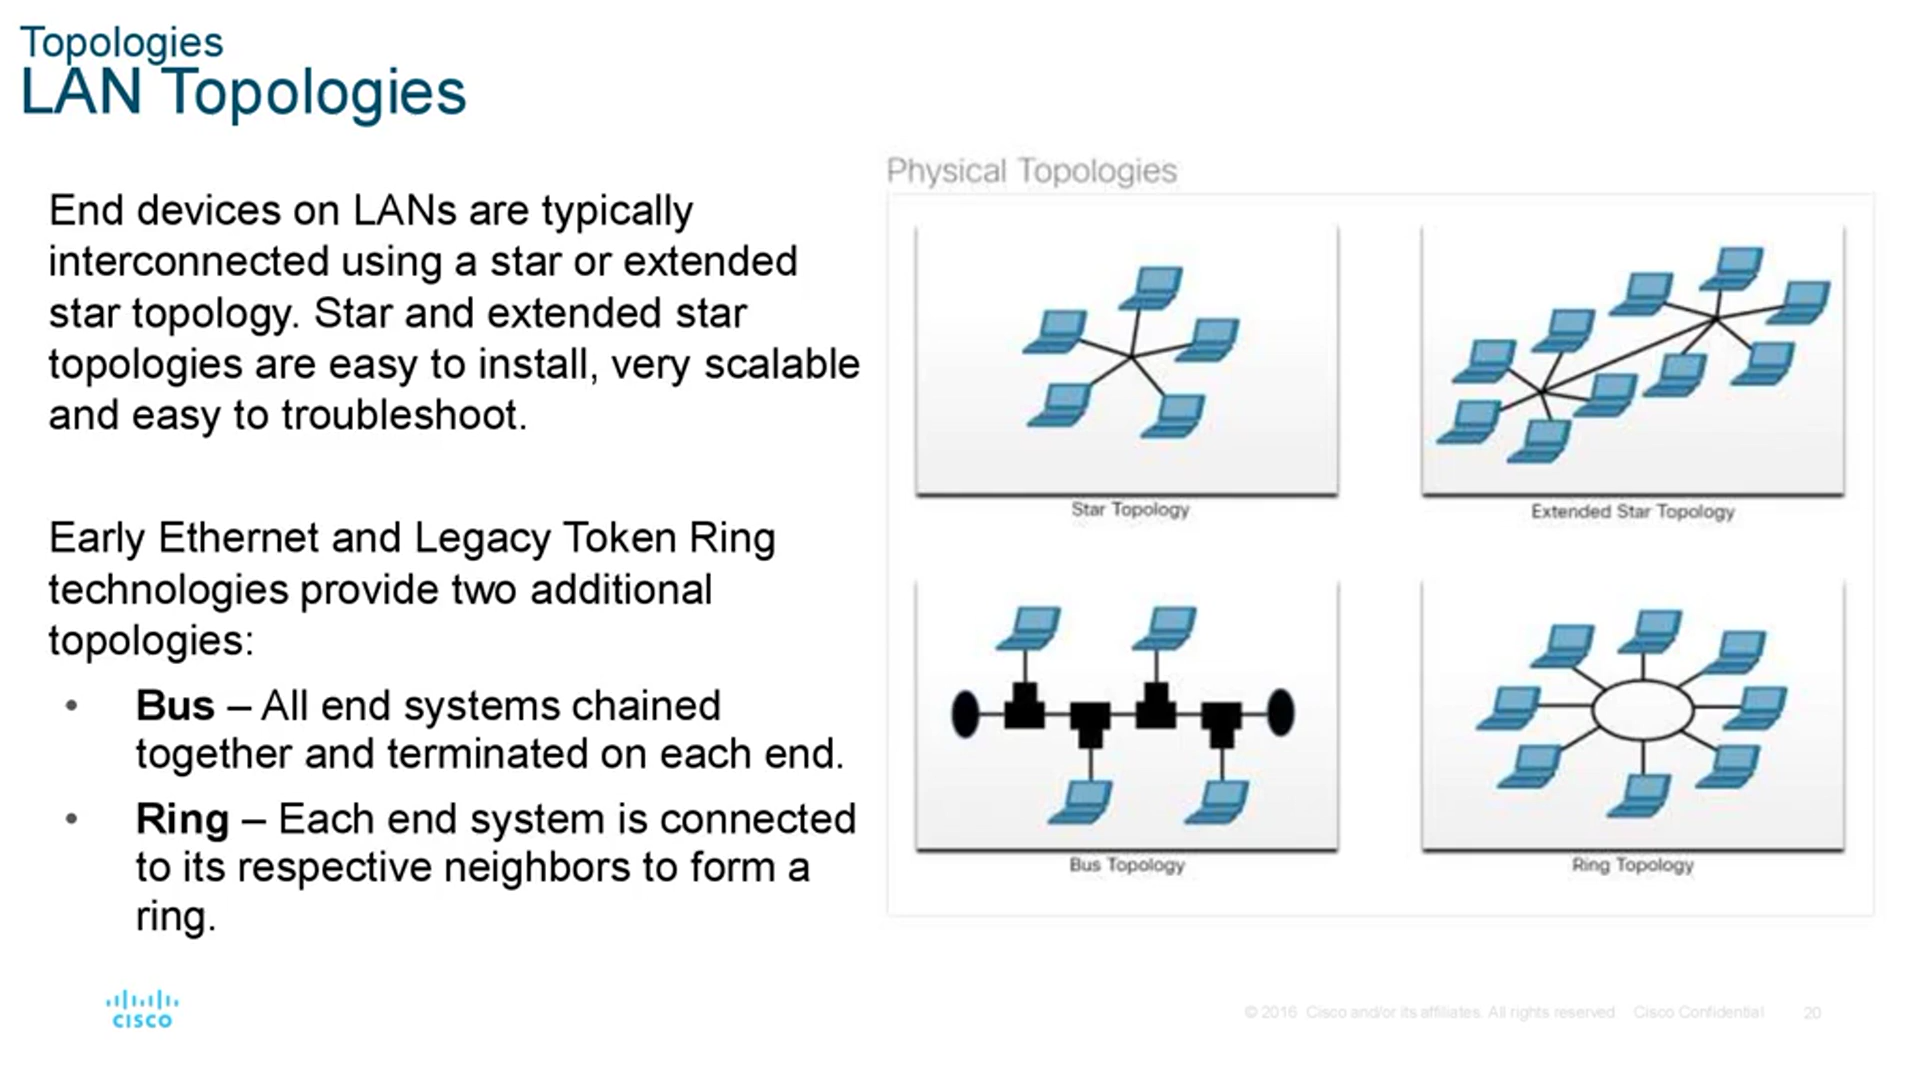 Topologies
LAN Topologies
End devices on LANs are typically
interconnected using a star or extended
star topology. Star and extended star
topologies are easy to install, very scalable
and easy to troubleshoot.
Early Ethernet and Legacy Token Ring
technologies provide two additional
topologies:
• Bus – All end systems chained
together and terminated on each end.
• Ring – Each end system is connected
to its respective neighbors to form a
ring.
Physical Topologies
Star Topology
Extended Star Topology
Bus Topology
Ring Topology
CISCO
© 2016 Cisco and/or its affiliates. All rights reserved. Cisco Confidential
20